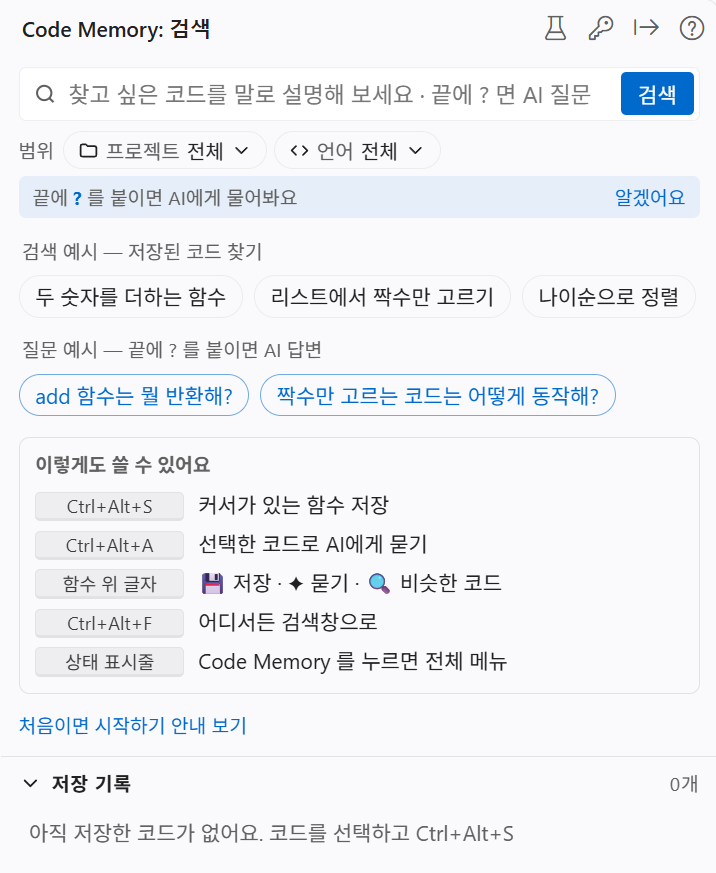 Code Memory: 검색
찾고 싶은 코드를 말로 설명해 보세요 · 끝에 ? 면 AI 질문
검색
범위 프로젝트 전체 언어 전체
끝에 ? 를 붙이면 AI에게 물어봐요 알겠어요
검색 예시 — 저장된 코드 찾기
두 숫자를 더하는 함수 리스트에서 짝수만 고르기 나이순으로 정렬
질문 예시 — 끝에 ? 를 붙이면 AI 답변
add 함수는 뭘 반환해? 짝수만 고르는 코드는 어떻게 동작해?
이렇게도 쓸 수 있어요
Ctrl+Alt+S 커서가 있는 함수 저장
Ctrl+Alt+A 선택한 코드로 AI에게 묻기
함수 위 글자 💾 저장 · ✦ 묻기 · 🔍 비슷한 코드
Ctrl+Alt+F 어디서든 검색창으로
상태 표시줄 Code Memory 를 누르면 전체 메뉴
처음이면 시작하기 안내 보기
저장 기록 0개
아직 저장한 코드가 없어요. 코드를 선택하고 Ctrl+Alt+S